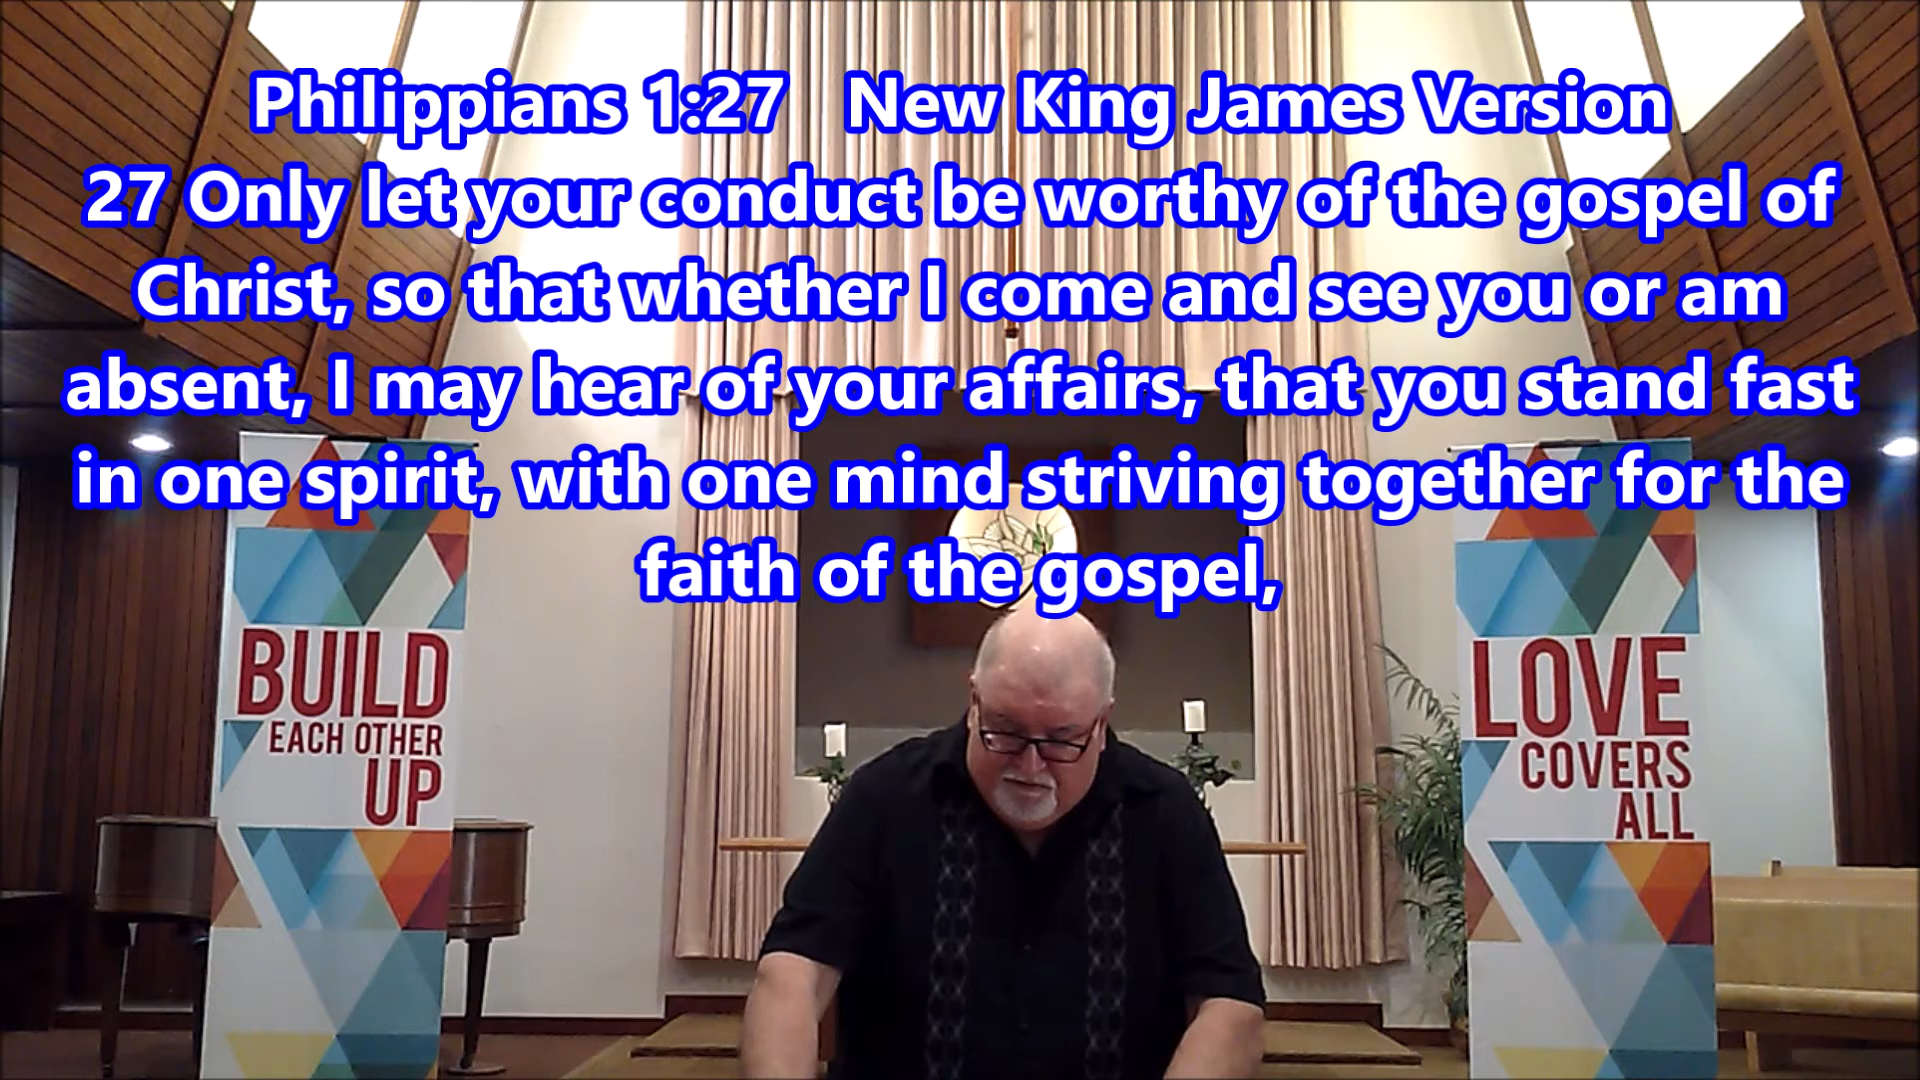 Philippians 1:27 New King James Version
27 Only let your conduct be worthy of the gospel of
Christ, so that whether I come and see you or am
absent, I may hear of your affairs, that you stand fast
in one spirit, with one mind striving together for the
faith of the gospel,
BUILD
EACH OTHER
UP
LOVE
COVERS
ALL